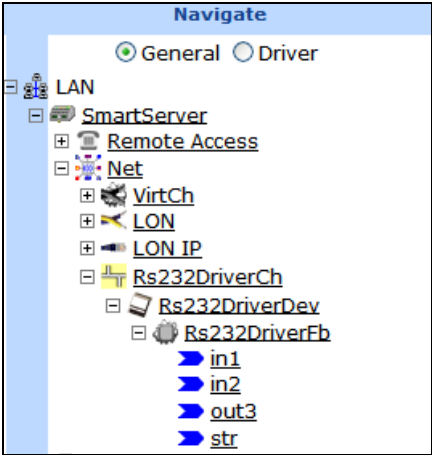 Navigate
General Driver
LAN
SmartServer
Remote Access
Net
VirtCh
LON
LON IP
Rs232DriverCh
Rs232DriverDev
Rs232DriverFb
in1
in2
out3
str